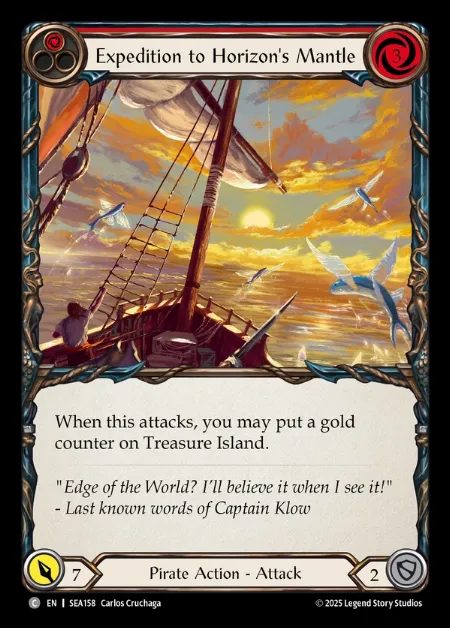 Expedition to Horizon's Mantle
3
When this attacks, you may put a gold
counter on Treasure Island.
"Edge of the World? I'll believe it when I see it!"
- Last known words of Captain Klow
7
Pirate Action - Attack
2
C EN | SEA158 Carlos Cruchaga
© 2025 Legend Story Studios